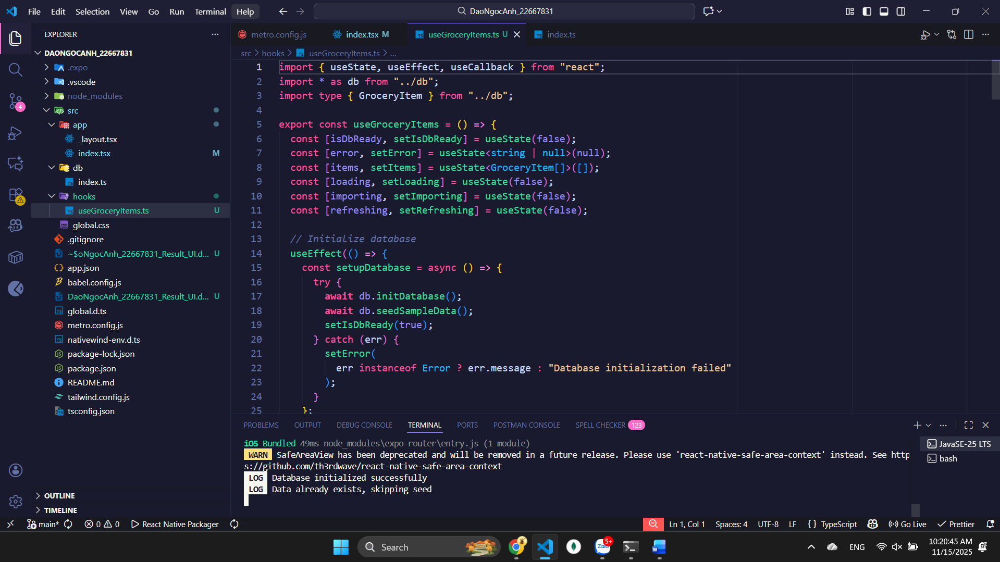 File Edit Selection View Go Run Terminal Help
DaoNgocAnh_22667831
EXPLORER
DAONGOCANH_22667831
.expo
.vscode
node_modules
src
app
_layout.tsx
index.tsx M
db
index.ts
hooks
useGroceryItems.ts U
global.css
.gitignore
~$oNgocAnh_22667831_Result_UI.d... U
app.json
babel.config.js
DaoNgocAnh_22667831_Result_UI.d... U
global.d.ts
metro.config.js
nativewind-env.d.ts
package-lock.json
package.json
README.md
tailwind.config.js
tsconfig.json
OUTLINE
TIMELINE
4
metro.config.js index.tsx M useGroceryItems.ts U index.ts
src > hooks > useGroceryItems.ts > ...
1 import { useState, useEffect, useCallback } from "react";
2 import * as db from "../db";
3 import type { GroceryItem } from "../db";
4
5 export const useGroceryItems = () => {
6 const [isDbReady, setIsDbReady] = useState(false);
7 const [error, setError] = useState<string | null>(null);
8 const [items, setItems] = useState<GroceryItem[]>([]);
9 const [loading, setLoading] = useState(false);
10 const [importing, setImporting] = useState(false);
11 const [refreshing, setRefreshing] = useState(false);
12
13 // Initialize database
14 useEffect(() => {
15 const setupDatabase = async () => {
16 try {
17 await db.initDatabase();
18 await db.seedSampleData();
19 setIsDbReady(true);
20 } catch (err) {
21 setError(
22 err instanceof Error ? err.message : "Database initialization failed"
23 );
24 }
25 };
PROBLEMS OUTPUT DEBUG CONSOLE TERMINAL PORTS POSTMAN CONSOLE SPELL CHECKER 123
iOS Bundled 49ms node_modules\expo-router\entry.js (1 module)
WARN SafeAreaView has been deprecated and will be removed in a future release. Please use 'react-native-safe-area-context' instead. See http
s://github.com/th3rdwave/react-native-safe-area-context
LOG Database initialized successfully
LOG Data already exists, skipping seed
JavaSE-25 LTS
bash
main* 0 0 React Native Packager Ln 1, Col 1 Spaces: 4 UTF-8 LF {} TypeScript Go Live Prettier
Search
Zalo
5+
ENG
10:20:45 AM
11/15/2025